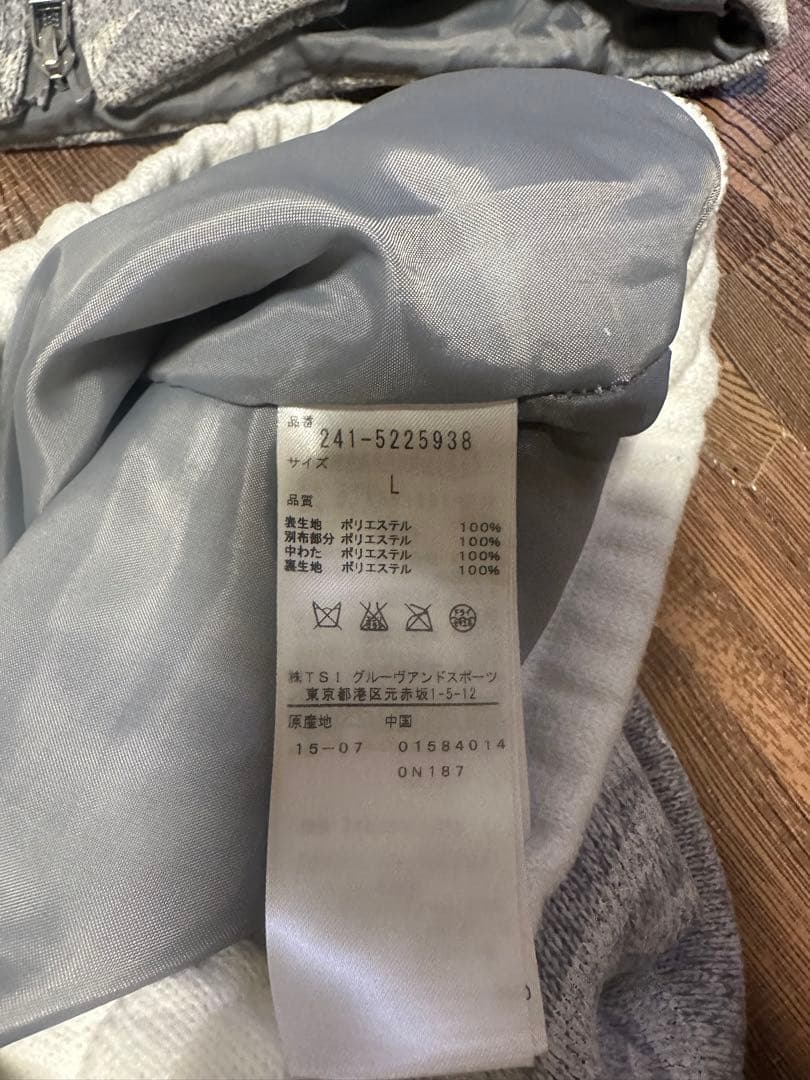 品番
241-5225938
サイズ
L
品質
表生地 ポリエステル 100%
別布部分 ポリエステル 100%
中わた ポリエステル 100%
裏生地 ポリエステル 100%
㈱TSI グルーヴアンドスポーツ
東京都港区元赤坂1-5-12
原産地 中国
15-07 01584014
0N187